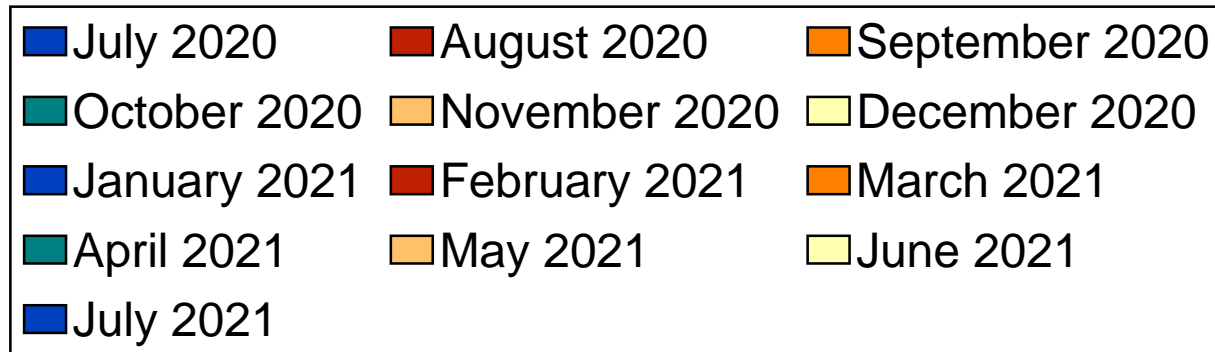 July 2020 August 2020 September 2020
October 2020 November 2020 December 2020
January 2021 February 2021 March 2021
April 2021 May 2021 June 2021
July 2021